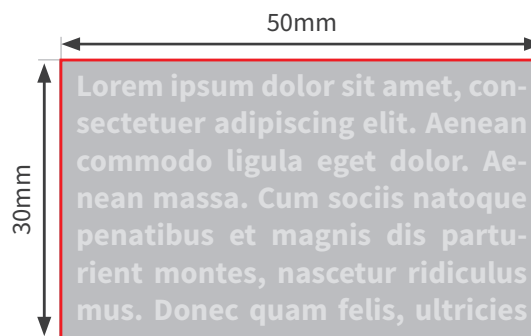 50mm
30mm
Lorem ipsum dolor sit amet, con-
sectetuer adipiscing elit. Aenean
commodo ligula eget dolor. Ae-
nean massa. Cum sociis natoque
penatibus et magnis dis partu-
rient montes, nascetur ridiculus
mus. Donec quam felis, ultricies